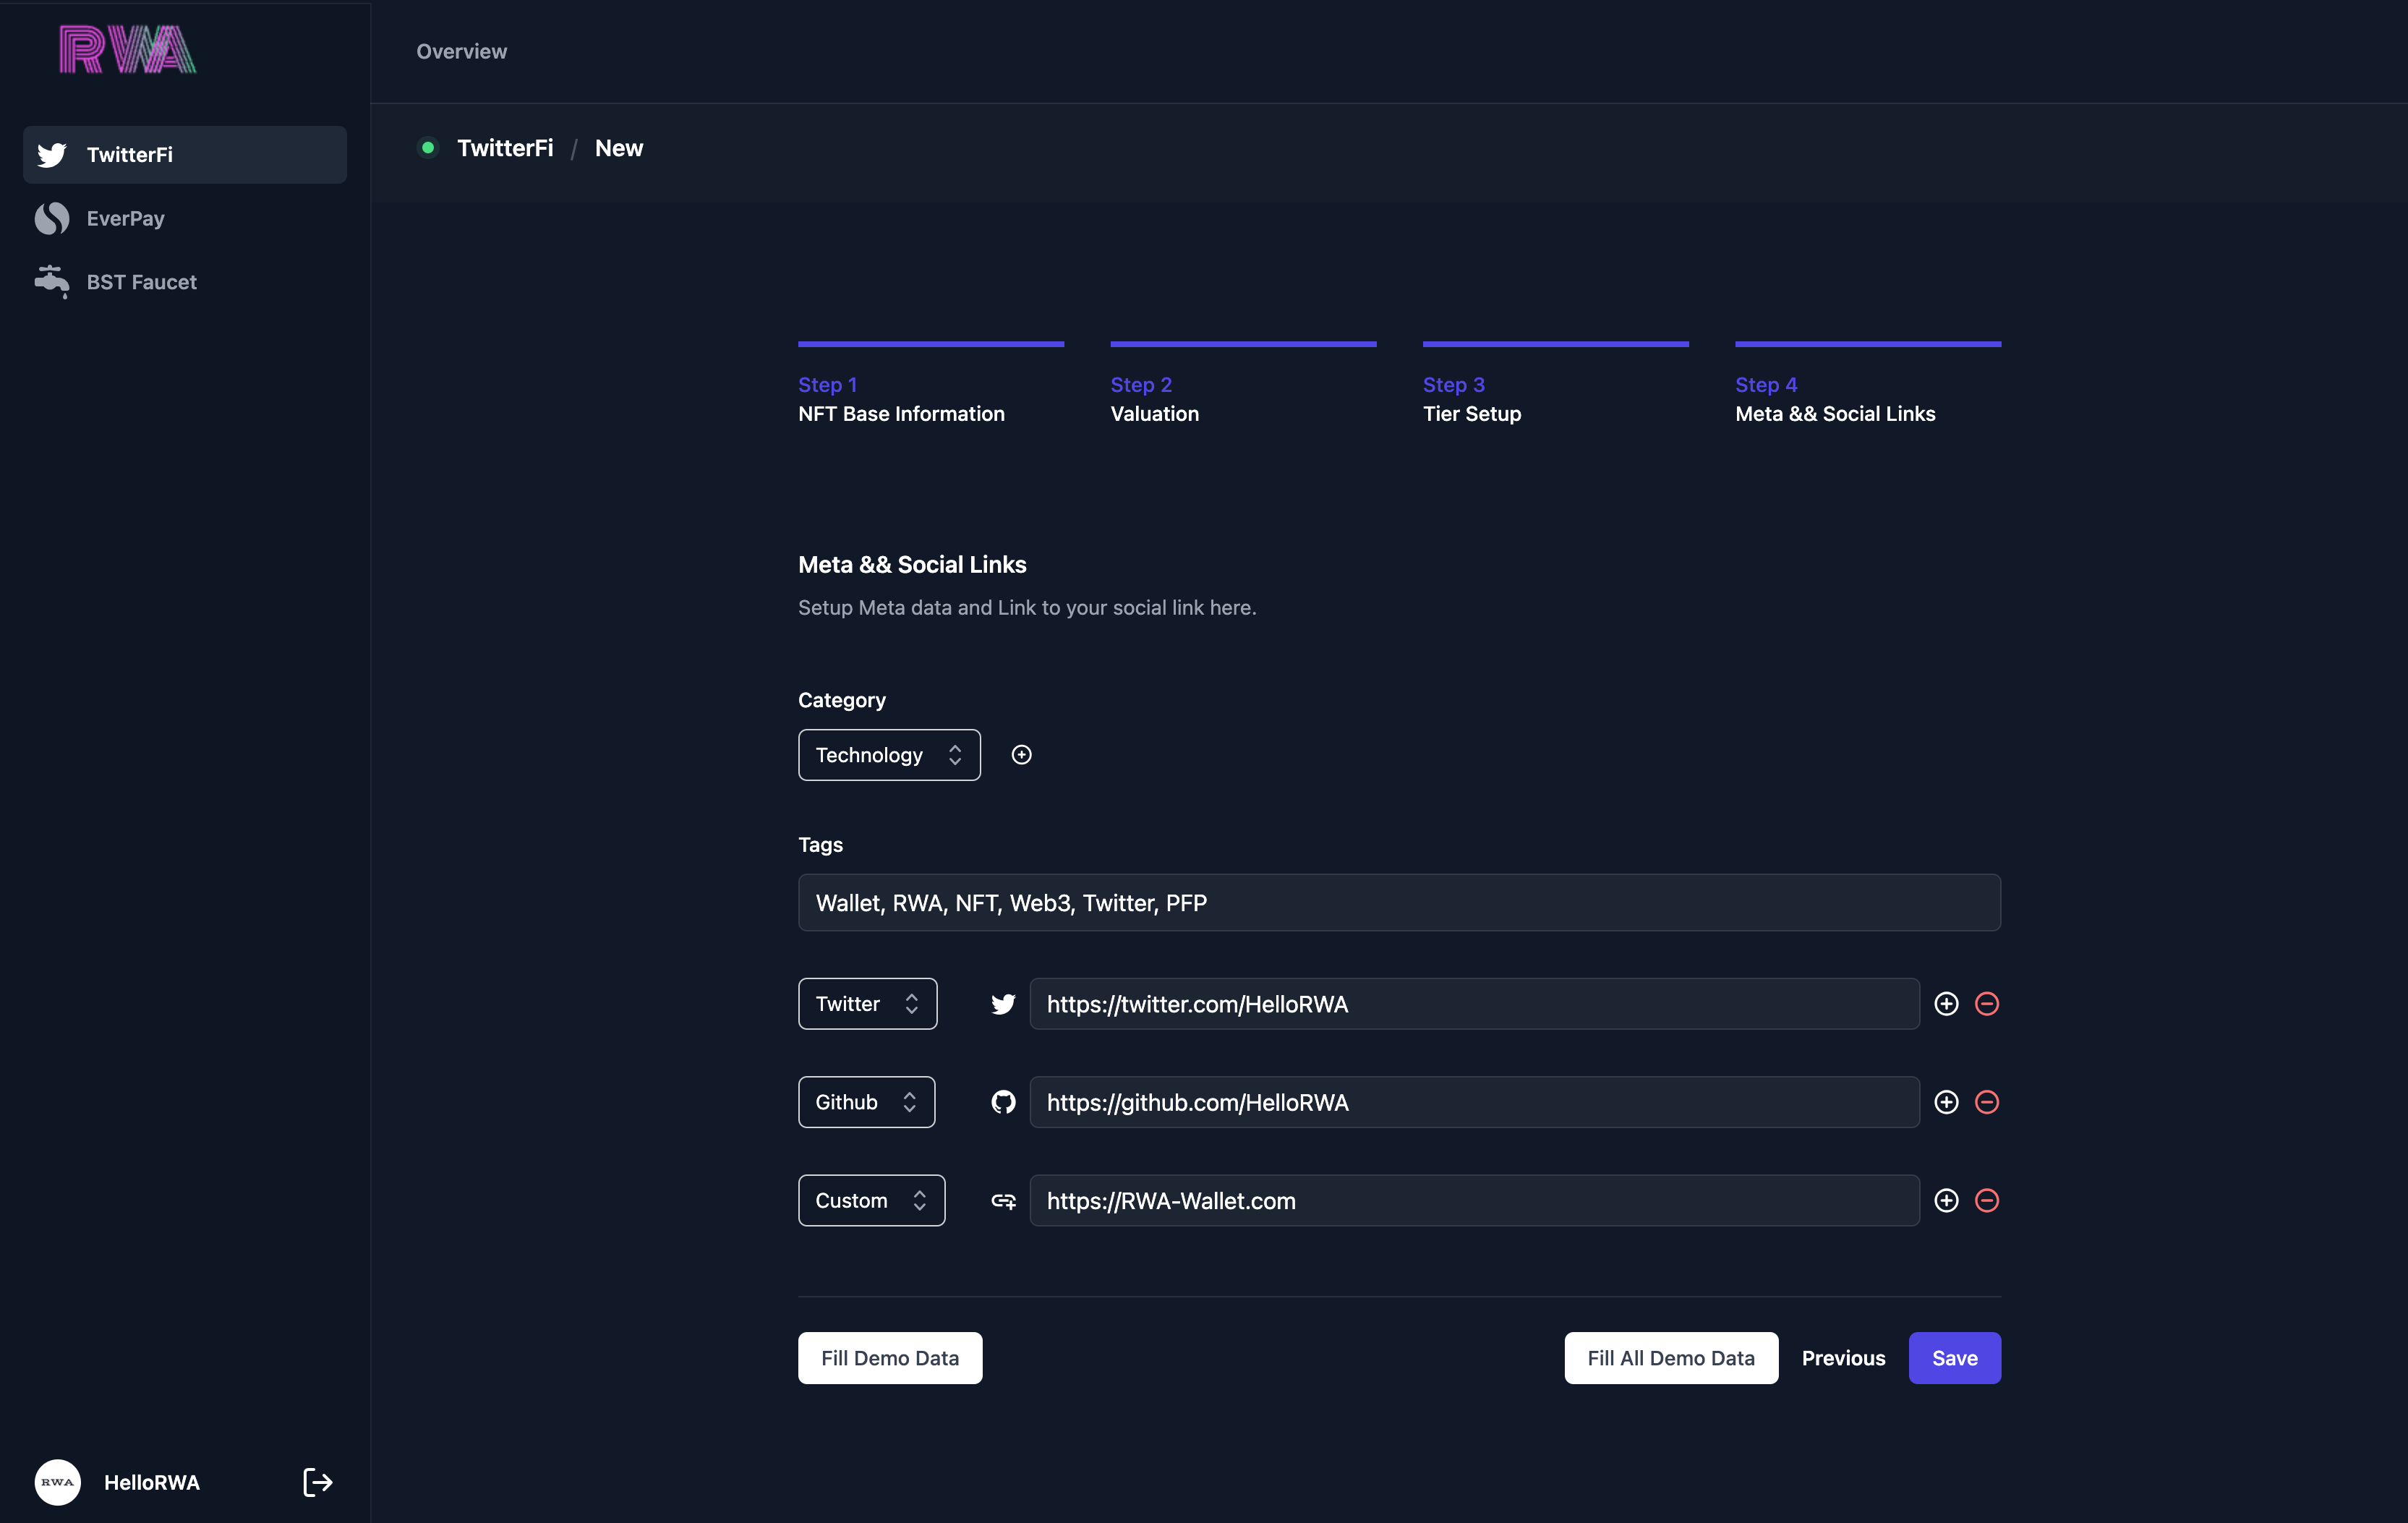 RWA
Overview
TwitterFi
TwitterFi / New
EverPay
BST Faucet
Step 1
NFT Base Information
Step 2
Valuation
Step 3
Tier Setup
Step 4
Meta && Social Links
Meta && Social Links
Setup Meta data and Link to your social link here.
Category
Technology
Tags
Wallet, RWA, NFT, Web3, Twitter, PFP
Twitter
https://twitter.com/HelloRWA
Github
https://github.com/HelloRWA
Custom
https://RWA-Wallet.com
Fill Demo Data
Fill All Demo Data
Previous
Save
RWA
HelloRWA